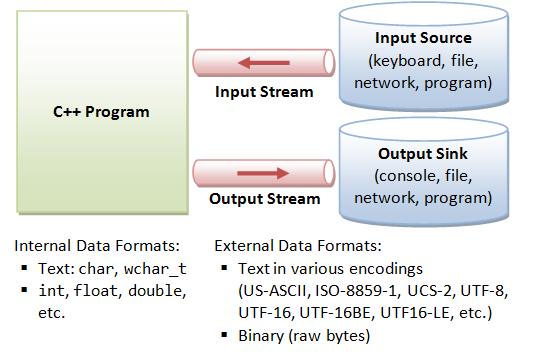 C++ Program
Input Stream
Input Source
(keyboard, file,
network, program)
Output Stream
Output Sink
(console, file,
network, program)
Internal Data Formats:
▪ Text: char, wchar_t
▪ int, float, double,
etc.
External Data Formats:
▪ Text in various encodings
(US-ASCII, ISO-8859-1, UCS-2, UTF-8,
UTF-16, UTF-16BE, UTF16-LE, etc.)
▪ Binary (raw bytes)